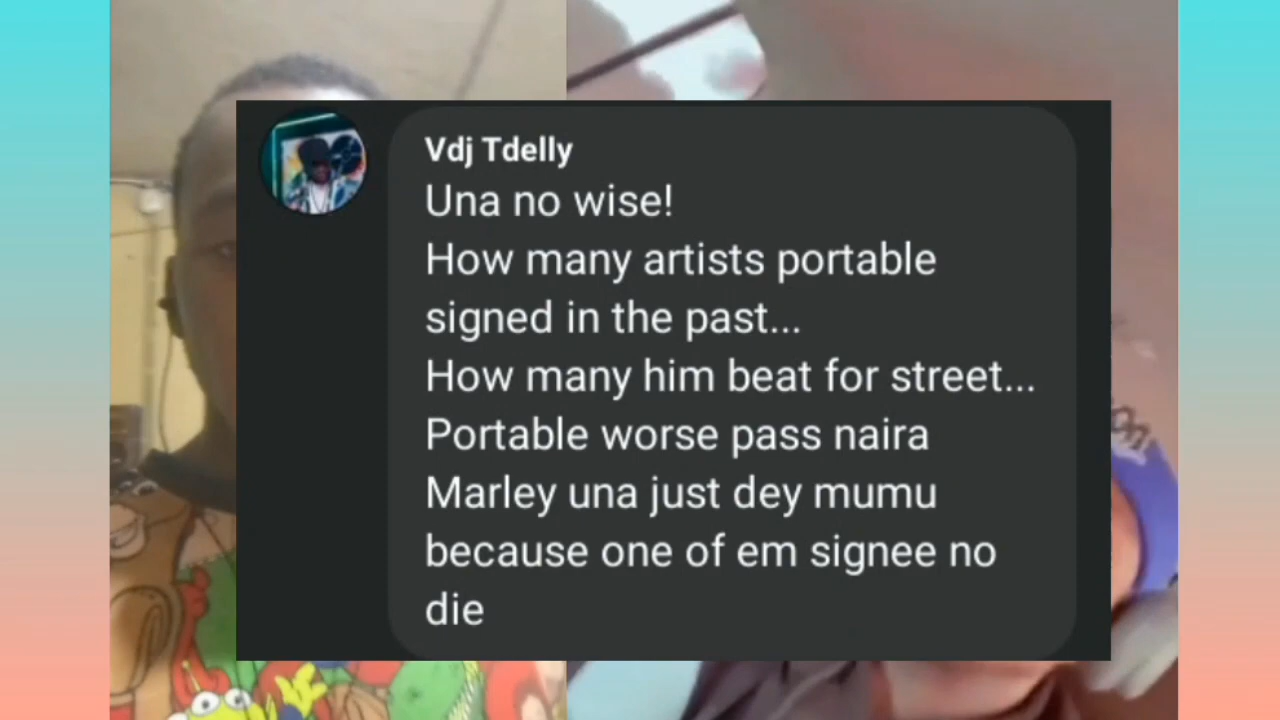 Vdj Tdelly
Una no wise!
How many artists portable
signed in the past...
How many him beat for street...
Portable worse pass naira
Marley una just dey mumu
because one of em signee no
die